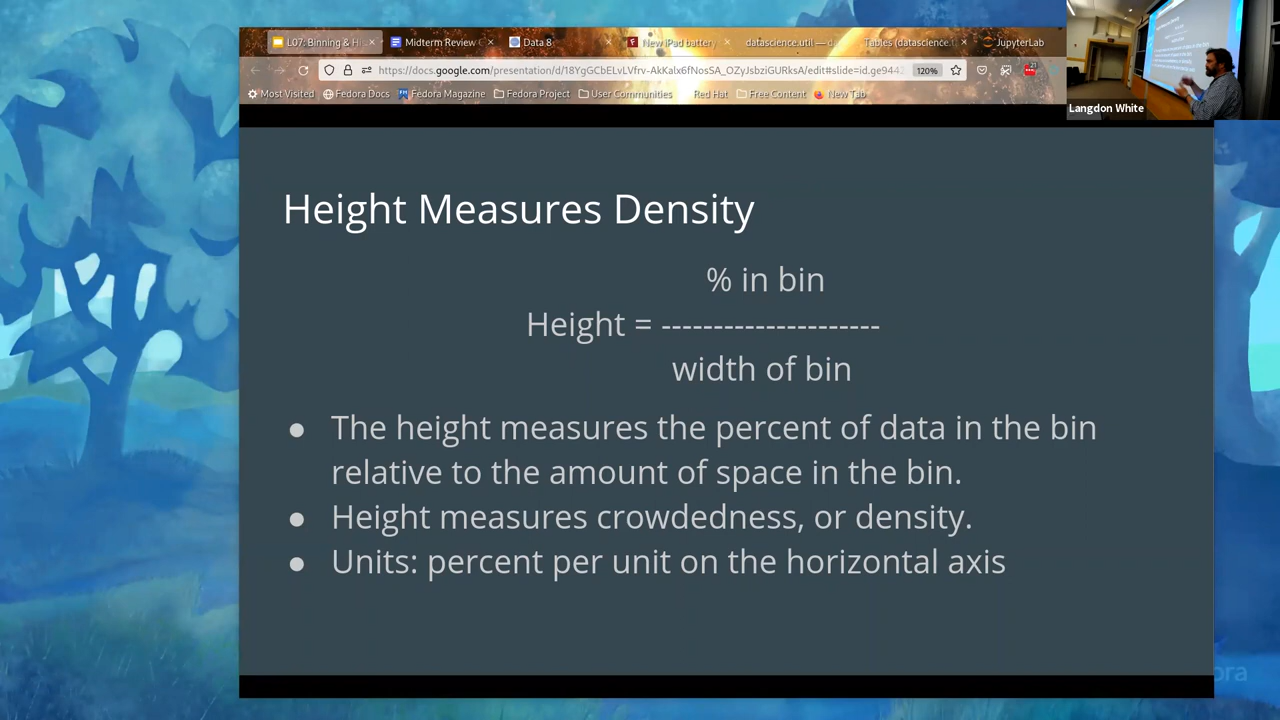 L07: Binning & Hi
Midterm Review (
Data 8
New iPad battery
datascience.util — da
Tables (datascience.t
JupyterLab
https://docs.google.com/presentation/d/18YgGCbELvLVfrv-AkKalx6fNosSA_OZyJsbziGURksA/edit#slide=id.ge944
120%
Most Visited
Fedora Docs
Fedora Magazine
Fedora Project
User Communities
Red Hat
Free Content
New Tab
Langdon White
Height Measures Density
% in bin
Height = ---------------------
width of bin
● The height measures the percent of data in the bin
relative to the amount of space in the bin.
● Height measures crowdedness, or density.
● Units: percent per unit on the horizontal axis
ora